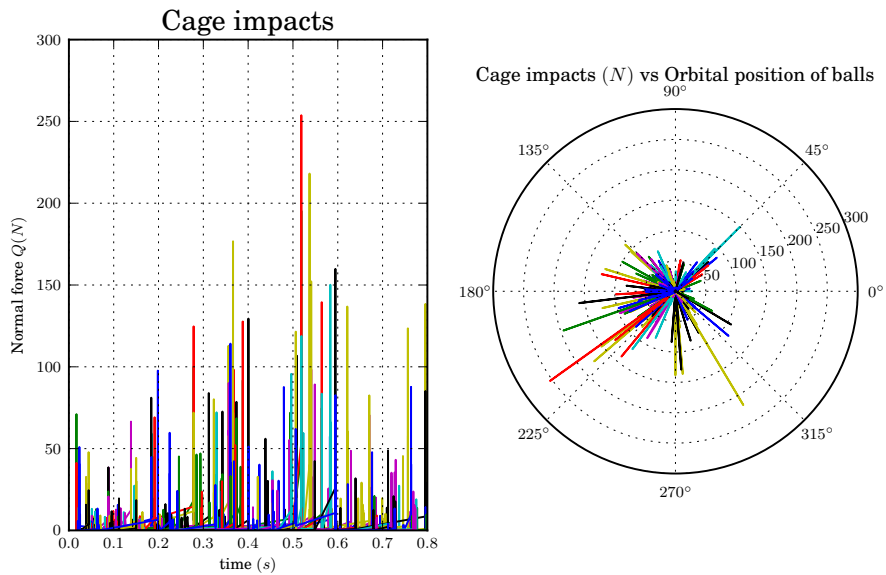 Cage impacts
300
250
200
150
100
50
0
Normal force Q(N)
0.0 0.1 0.2 0.3 0.4 0.5 0.6 0.7 0.8
time (s)
Cage impacts (N) vs Orbital position of balls
90°
135° 45°
180° 0°
50 100 150 200 250 300
225° 315°
270°